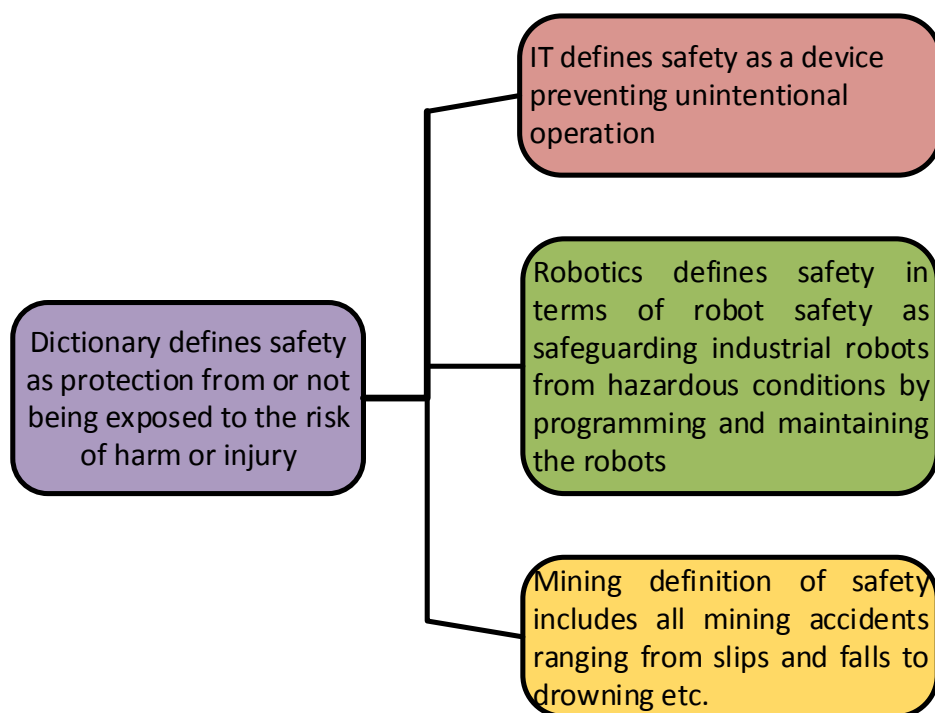 Dictionary defines safety
as protection from or not
being exposed to the risk
of harm or injury
IT defines safety as a device
preventing unintentional
operation
Robotics defines safety in
terms of robot safety as
safeguarding industrial robots
from hazardous conditions by
programming and maintaining
the robots
Mining definition of safety
includes all mining accidents
ranging from slips and falls to
drowning etc.